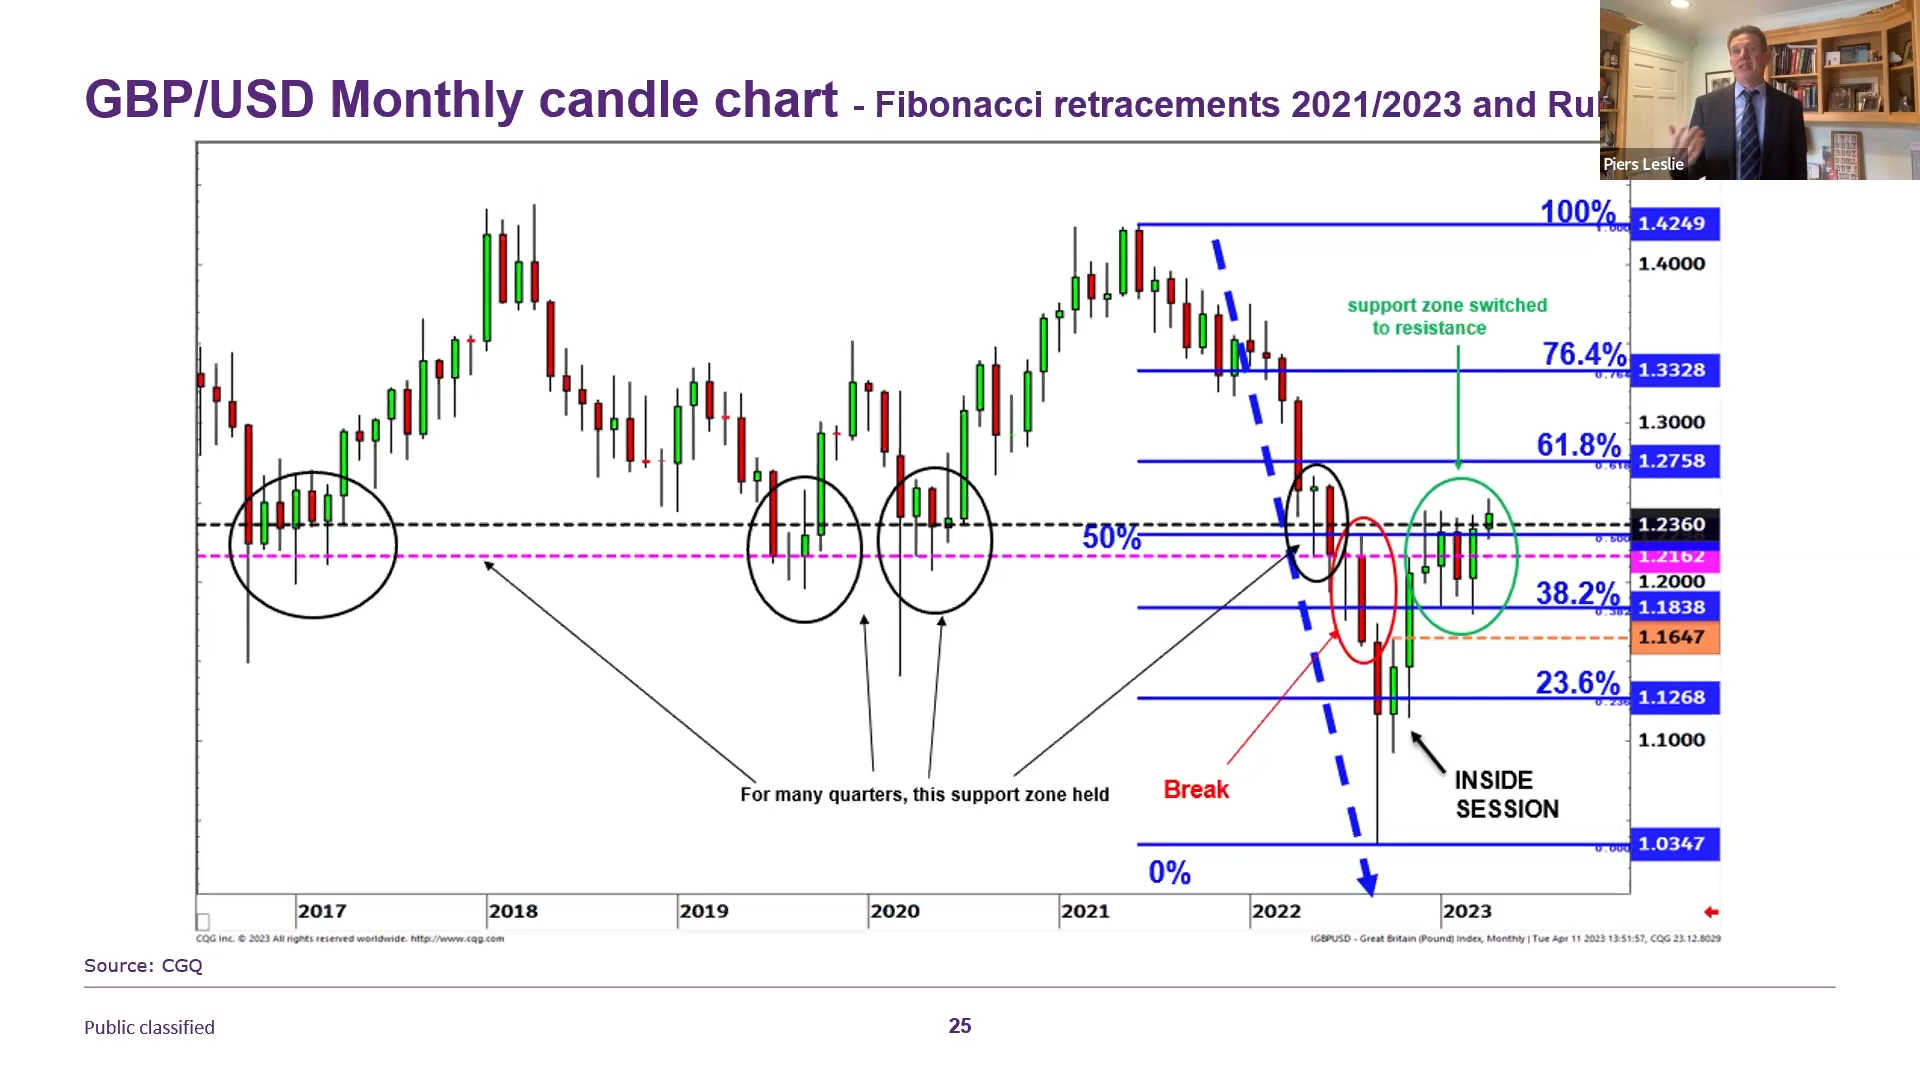 GBP/USD Monthly candle chart - Fibonacci retracements 2021/2023 and
Piers Leslie
100%
1.4249
1.4000
support zone switched
to resistance
76.4%
1.3328
1.3000
61.8%
1.2758
1.2360
50%
1.2162
1.2000
38.2%
1.1838
1.1647
23.6%
1.1268
1.1000
INSIDE
SESSION
Break
For many quarters, this support zone held
1.0347
0%
2017
2018
2019
2020
2021
2022
2023
CQG Inc. © 2023 All rights reserved worldwide. http://www.cqg.com
IGBPUSD - Great Britain (Pound) Index, Monthly | Tue Apr 11 2023 13:51:57, CQG 23.12.8029
Source: CGQ
Public classified
25